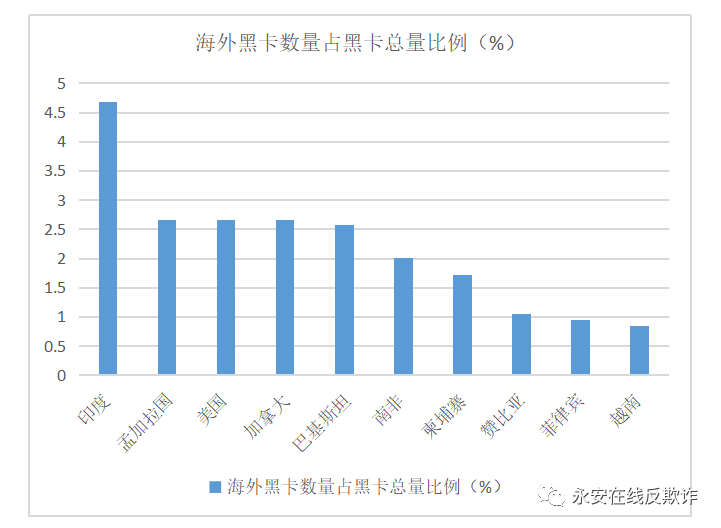 海外黑卡数量占黑卡总量比例（%）
5
4.5
4
3.5
3
2.5
2
1.5
1
0.5
0
印度
孟加拉国
美国
加拿大
巴基斯坦
南非
柬埔寨
赞比亚
菲律宾
越南
海外黑卡数量占黑卡总量比例（%）
永安在线反欺诈